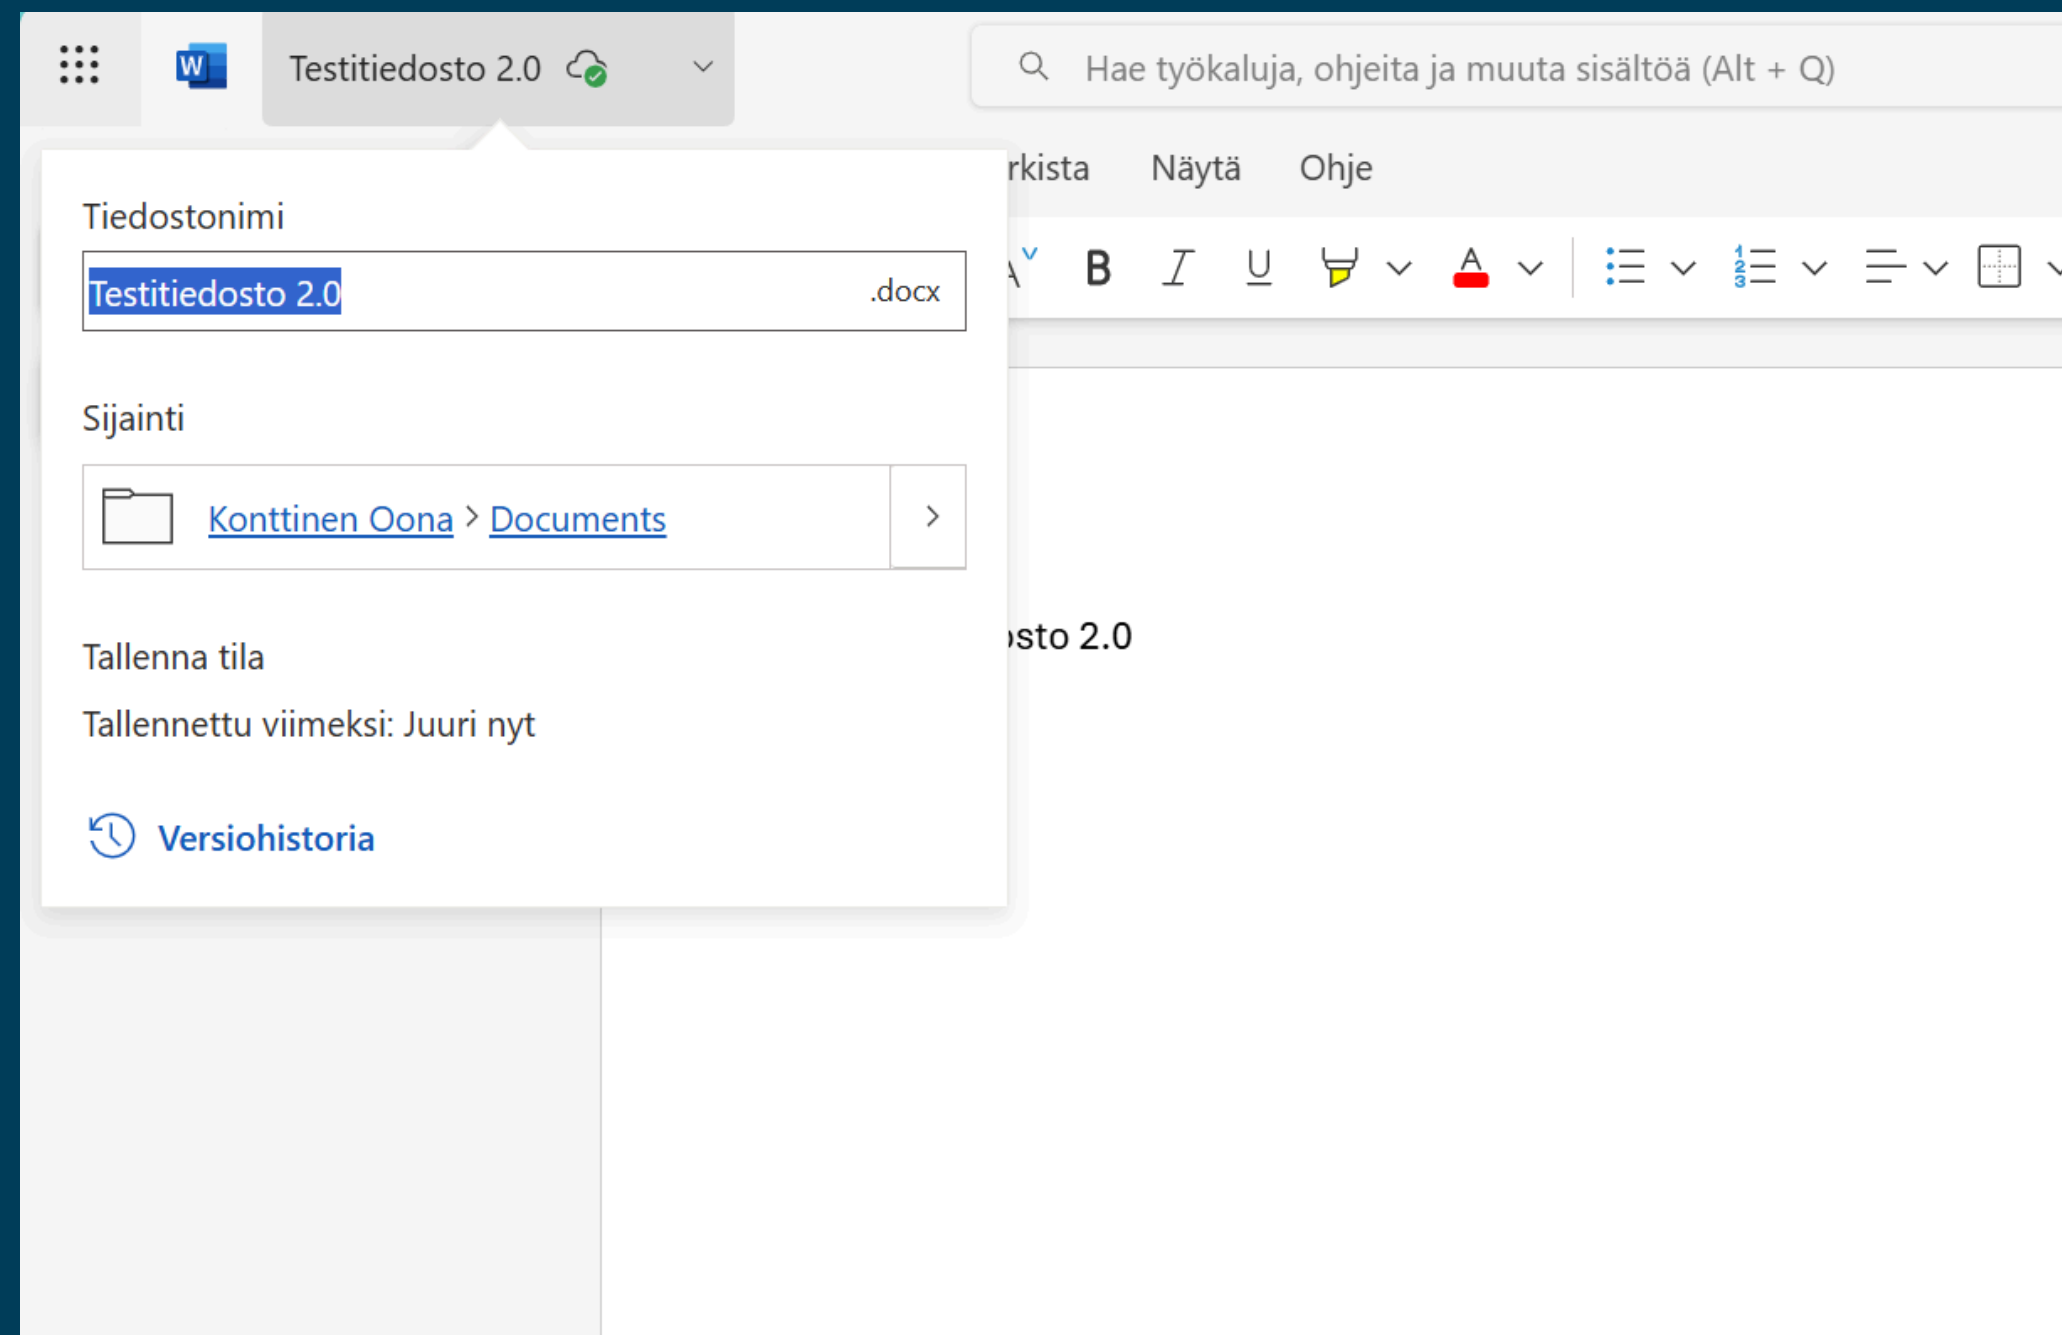 Testitiedosto 2.0
Hae työkaluja, ohjeita ja muuta sisältöä (Alt + Q)
rkista Näytä Ohje
Tiedostonimi
Testitiedosto 2.0 .docx
B I U A
Sijainti
Konttinen Oona > Documents
osto 2.0
Tallenna tila
Tallennettu viimeksi: Juuri nyt
Versiohistoria